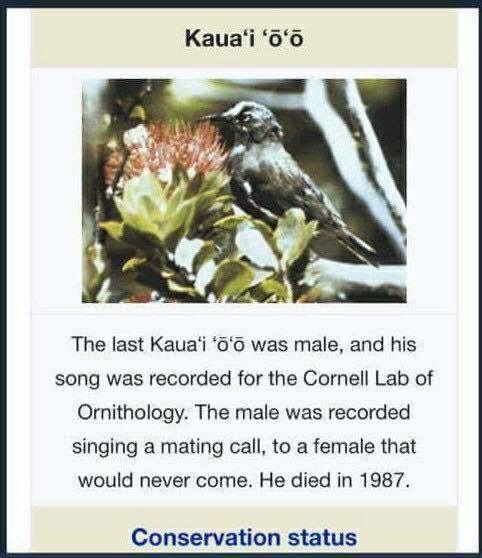 Kauaʻi ʻōʻō
The last Kauaʻi ʻōʻō was male, and his
song was recorded for the Cornell Lab of
Ornithology. The male was recorded
singing a mating call, to a female that
would never come. He died in 1987.
Conservation status